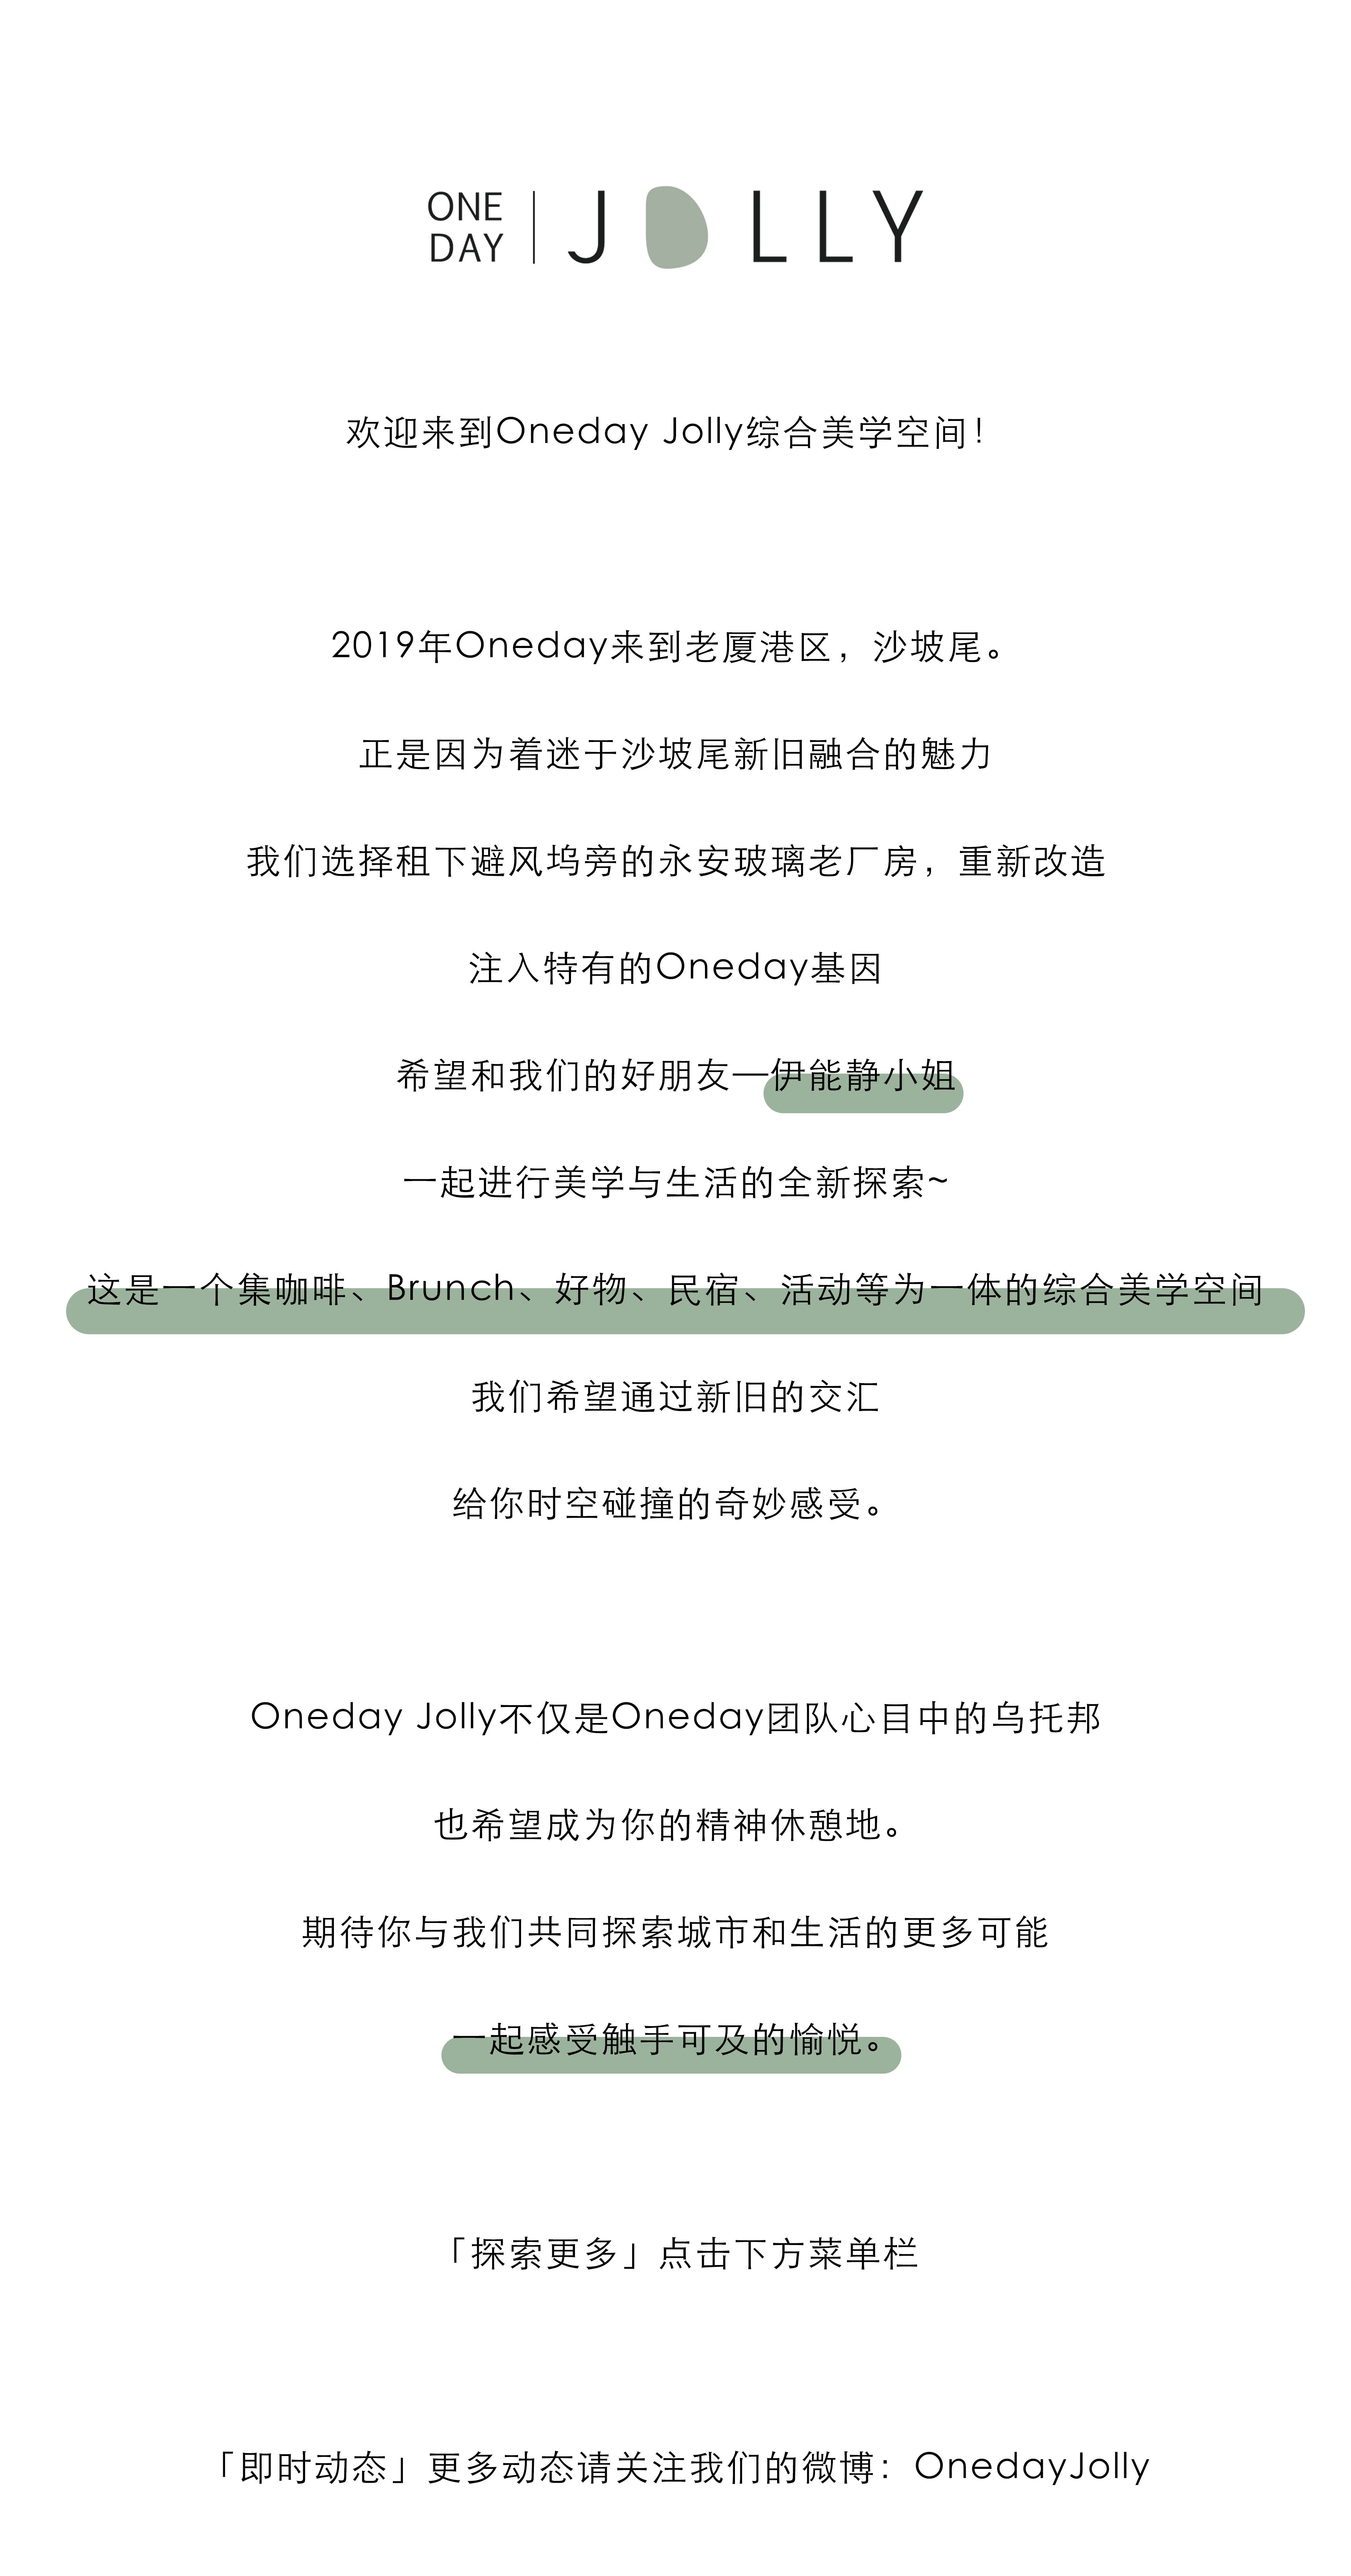 ONE DAY | JOLLY
欢迎来到Oneday Jolly综合美学空间！
2019年Oneday来到老厦港区，沙坡尾。
正是因为着迷于沙坡尾新旧融合的魅力
我们选择租下避风坞旁的永安玻璃老厂房，重新改造
注入特有的Oneday基因
希望和我们的好朋友—伊能静小姐
一起进行美学与生活的全新探索~
这是一个集咖啡、Brunch、好物、民宿、活动等为一体的综合美学空间
我们希望通过新旧的交汇
给你时空碰撞的奇妙感受。
Oneday Jolly不仅是Oneday团队心目中的乌托邦
也希望成为你的精神休憩地。
期待你与我们共同探索城市和生活的更多可能
一起感受触手可及的愉悦。
「探索更多」点击下方菜单栏
「即时动态」更多动态请关注我们的微博：OnedayJolly